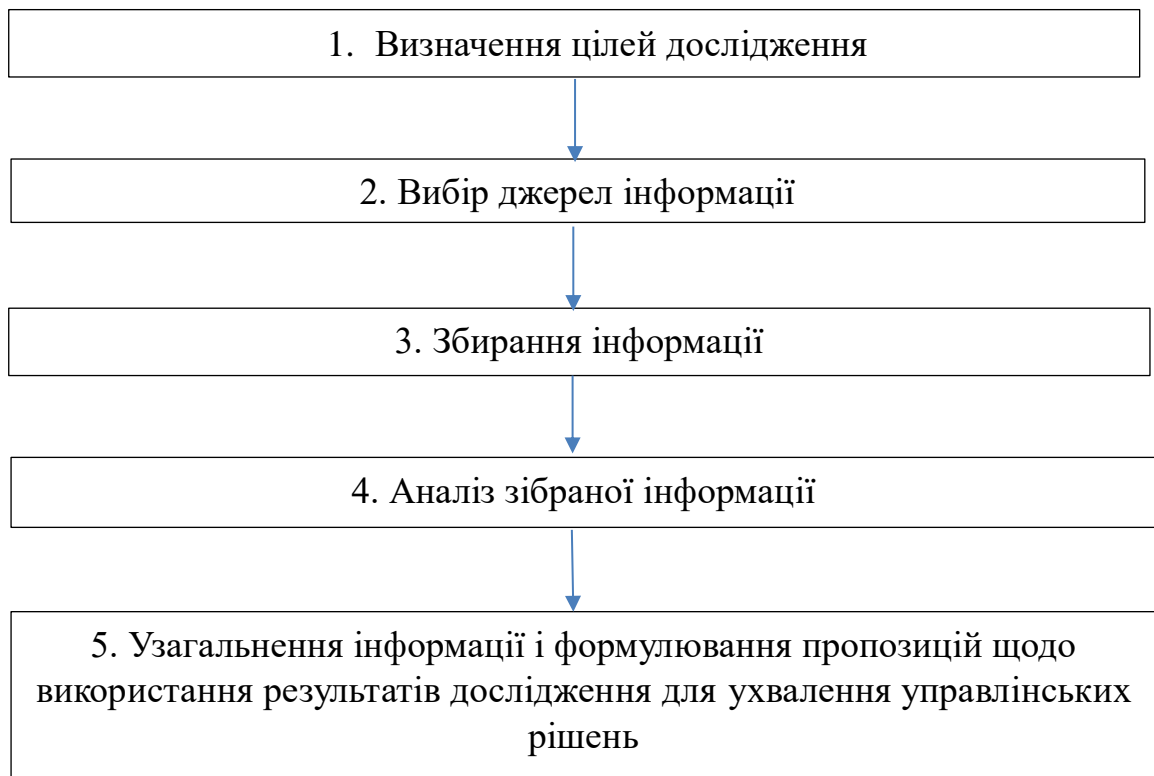 1. Визначення цілей дослідження
2. Вибір джерел інформації
3. Збирання інформації
4. Аналіз зібраної інформації
5. Узагальнення інформації і формулювання пропозицій щодо
використання результатів дослідження для ухвалення управлінських
рішень